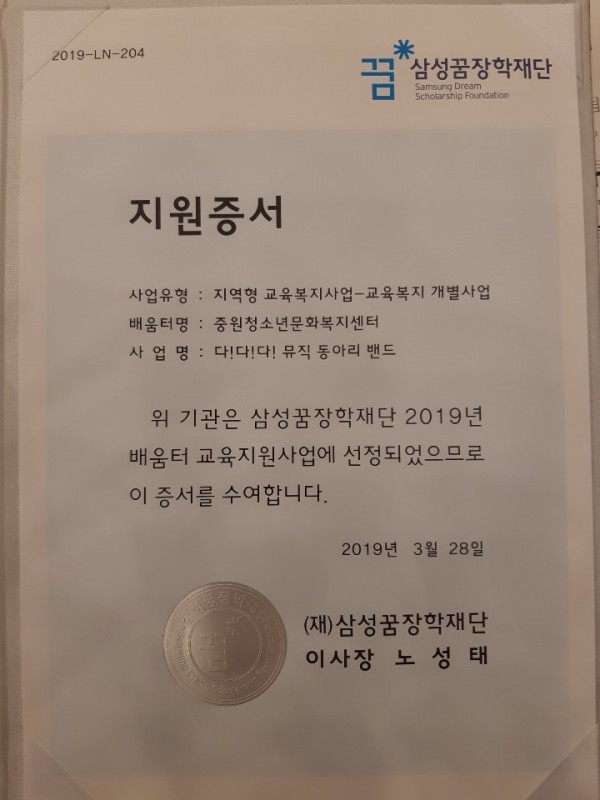 2019-LN-204
꿈
삼성꿈장학재단
Samsung Dream
Scholarship Foundation
지원증서
사업유형 : 지역형 교육복지사업-교육복지 개별사업
배움터명 : 중원청소년문화복지센터
사 업 명 : 다!다!다! 뮤직 동아리 밴드
위 기관은 삼성꿈장학재단 2019년
배움터 교육지원사업에 선정되었으므로
이 증서를 수여합니다.
2019년 3월 28일
꿈
(재)삼성꿈장학재단
이사장 노 성 태